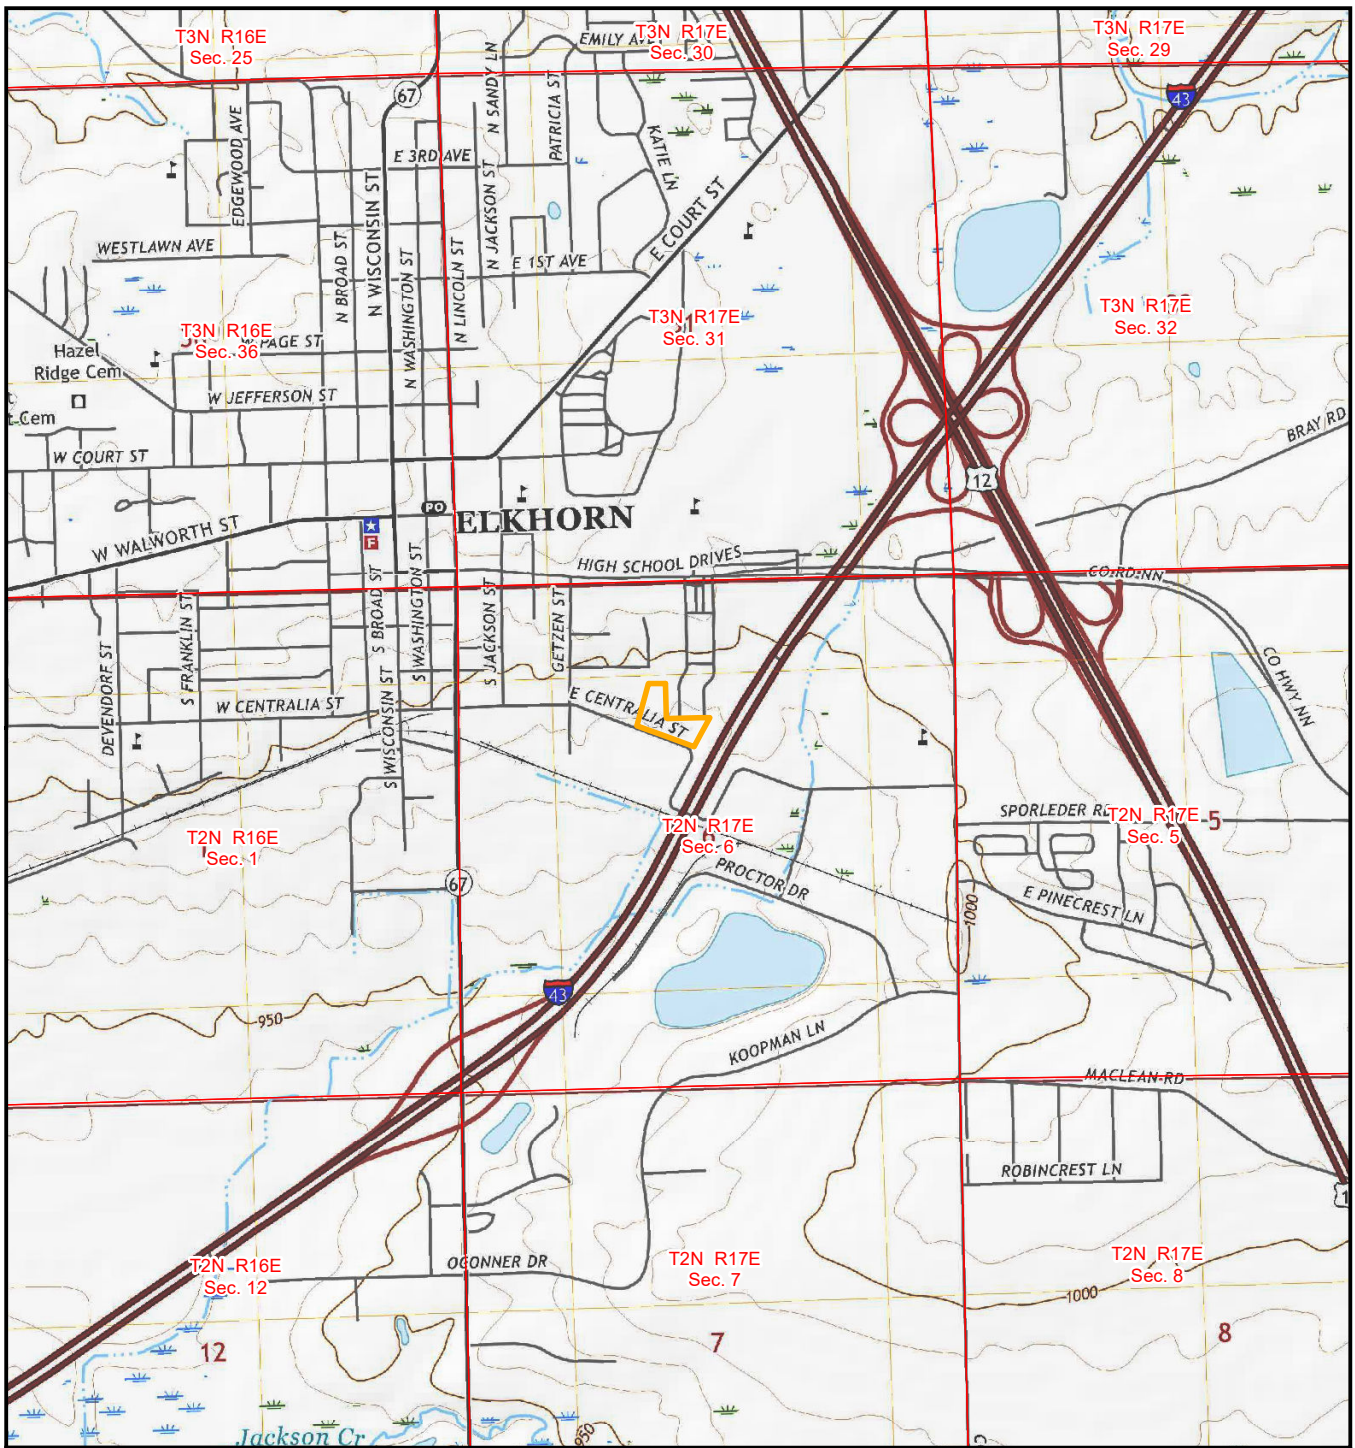 T3N R16E
Sec. 25
T3N R17E
Sec. 30
T3N R17E
Sec. 29
EMILY AVE
67
43
N SANDY LN
PATRICIA ST
KATIE LN
EDGEWOOD AVE
E 3RD AVE
N WISCONSIN ST
N JACKSON ST
E COURT ST
WESTLAWN AVE
N BROAD ST
N WASHINGTON ST
N LINCOLN ST
E 1ST AVE
T3N R16E
Sec. 36
W PAGE ST
T3N R17E
Sec. 31
T3N R17E
Sec. 32
Hazel
Ridge Cem
W JEFFERSON ST
Cem
BRAY RD
W COURT ST
12
PO
ELKHORN
W WALWORTH ST
F
HIGH SCHOOL DRIVES
CO RD NN
DEVENDORF ST
S FRANKLIN ST
S BROAD ST
S WASHINGTON ST
S JACKSON ST
GETZEN ST
CO HWY NN
W CENTRALIA ST
E CENTRALIA ST
S WISCONSIN ST
T2N R16E
Sec. 1
T2N R17E
Sec. 6
SPORLEDER RD
T2N R17E
Sec. 5
5
67
PROCTOR DR
E PINECREST LN
1000
950
43
KOOPMAN LN
MACLEAN RD
ROBINCREST LN
1
T2N R16E
Sec. 12
OCONNER DR
T2N R17E
Sec. 7
T2N R17E
Sec. 8
1000
12
7
8
Jackson Cr
950